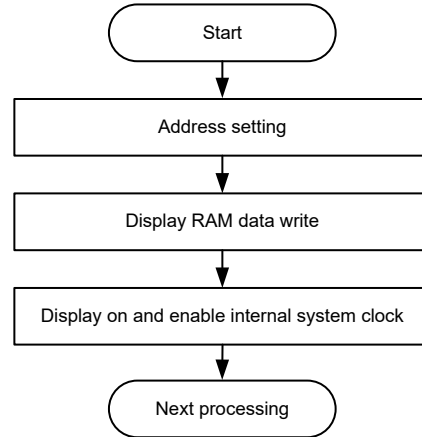 Start
Address setting
Display RAM data write
Display on and enable internal system clock
Next processing